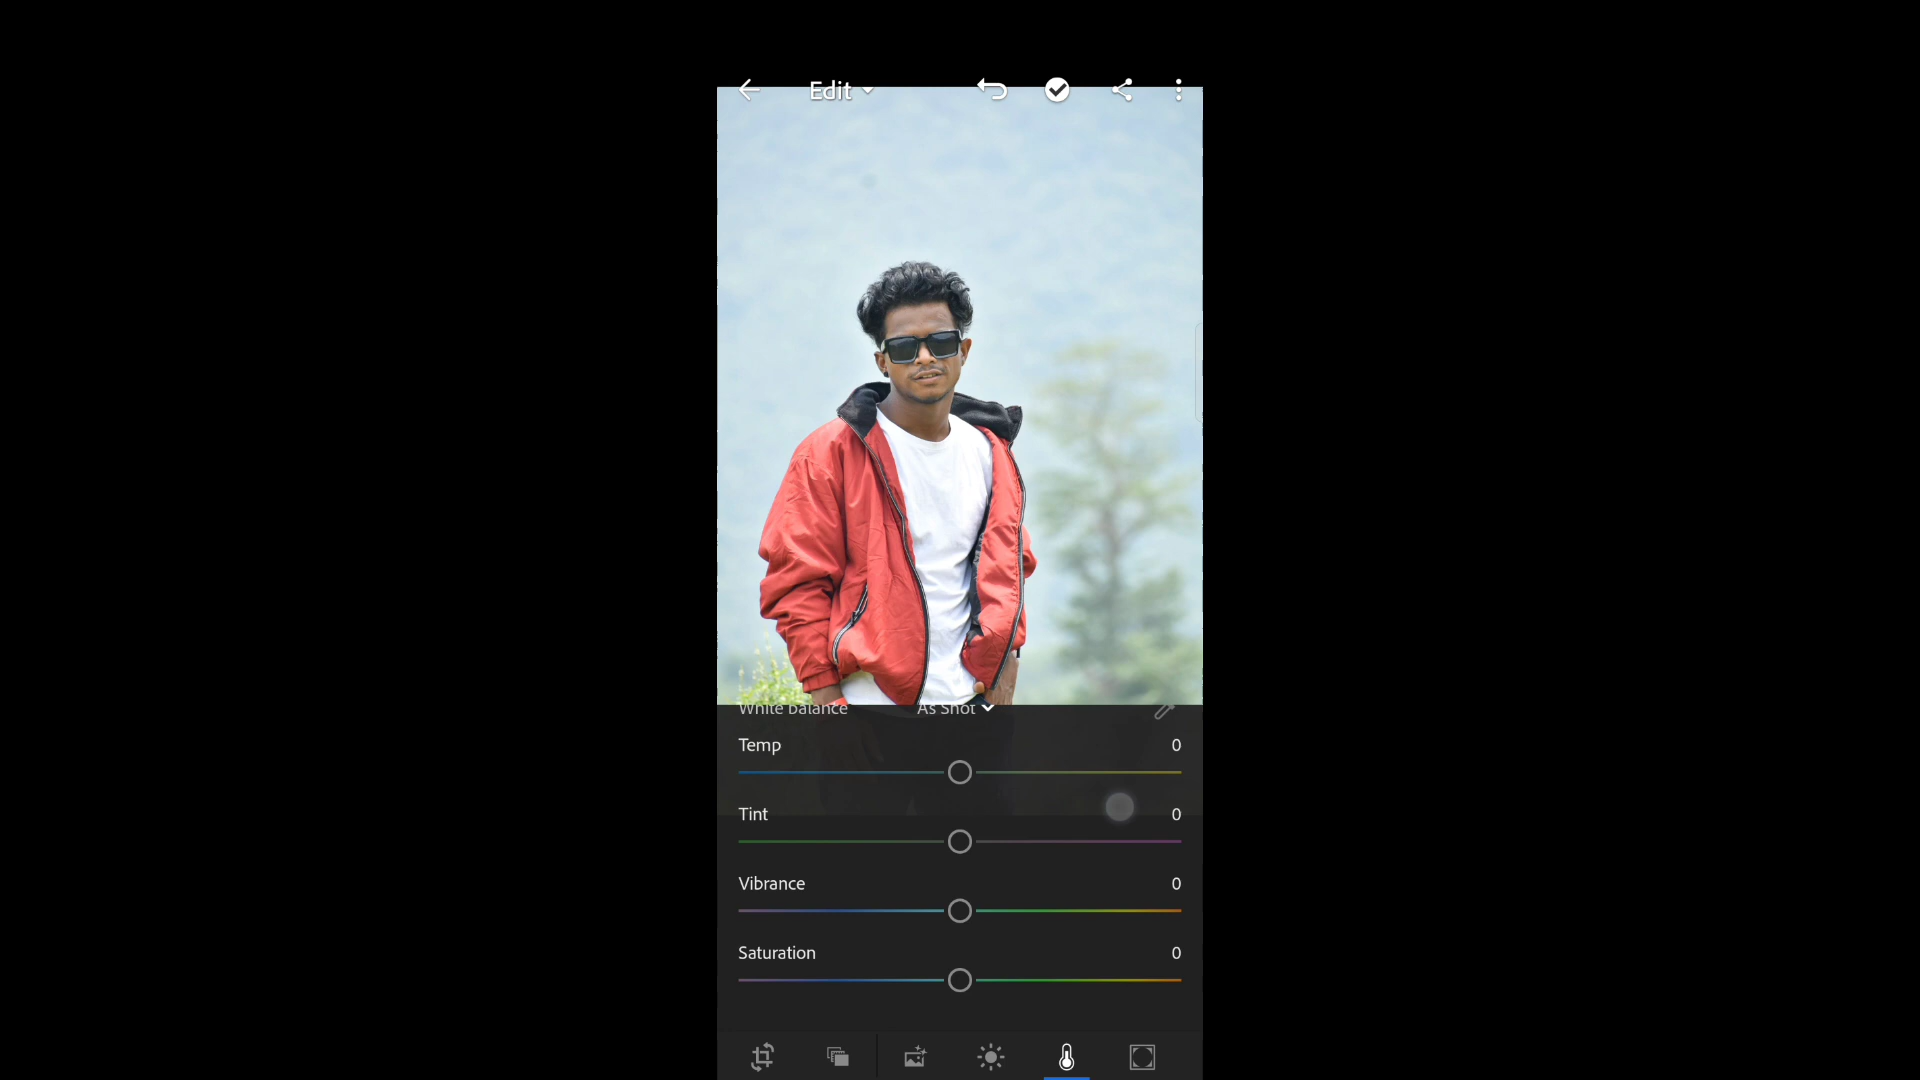 Edit
White balance As Shot
Temp 0
Tint 0
Vibrance 0
Saturation 0